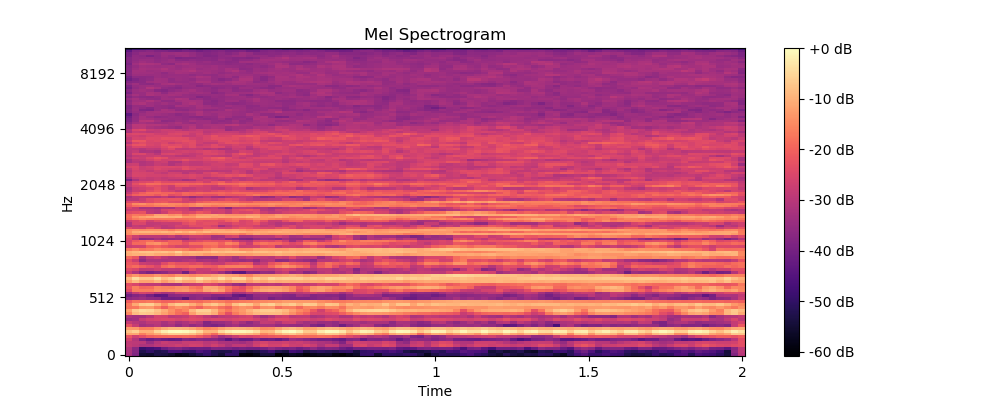 Mel Spectrogram
8192
4096
2048
1024
512
0
Hz
0
0.5
1
1.5
2
Time
+0 dB
-10 dB
-20 dB
-30 dB
-40 dB
-50 dB
-60 dB